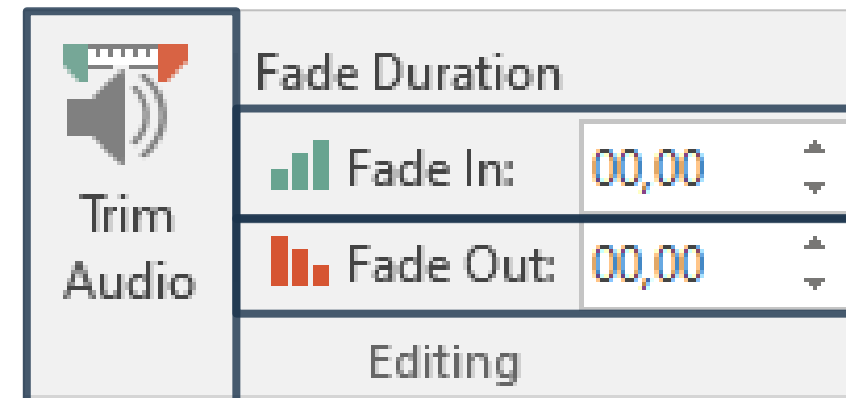 Trim
Audio
Fade Duration
Fade In: 00,00
Fade Out: 00,00
Editing